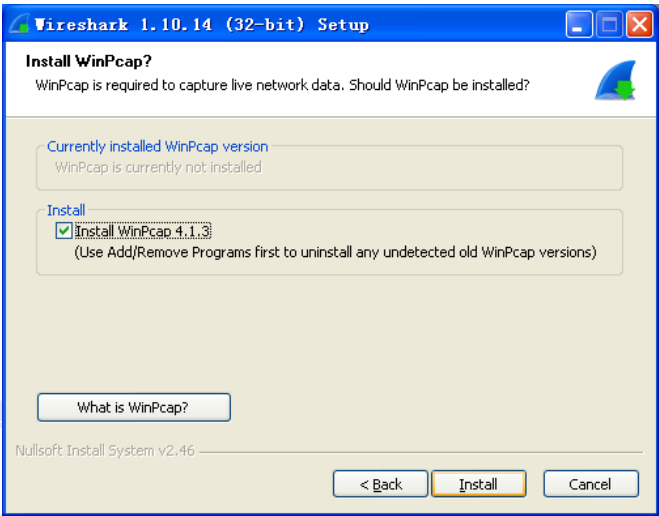 Wireshark 1.10.14 (32-bit) Setup
Install WinPcap?
WinPcap is required to capture live network data. Should WinPcap be installed?
Currently installed WinPcap version
WinPcap is currently not installed
Install
Install WinPcap 4.1.3
(Use Add/Remove Programs first to uninstall any undetected old WinPcap versions)
What is WinPcap?
Nullsoft Install System v2.46
< Back
Install
Cancel